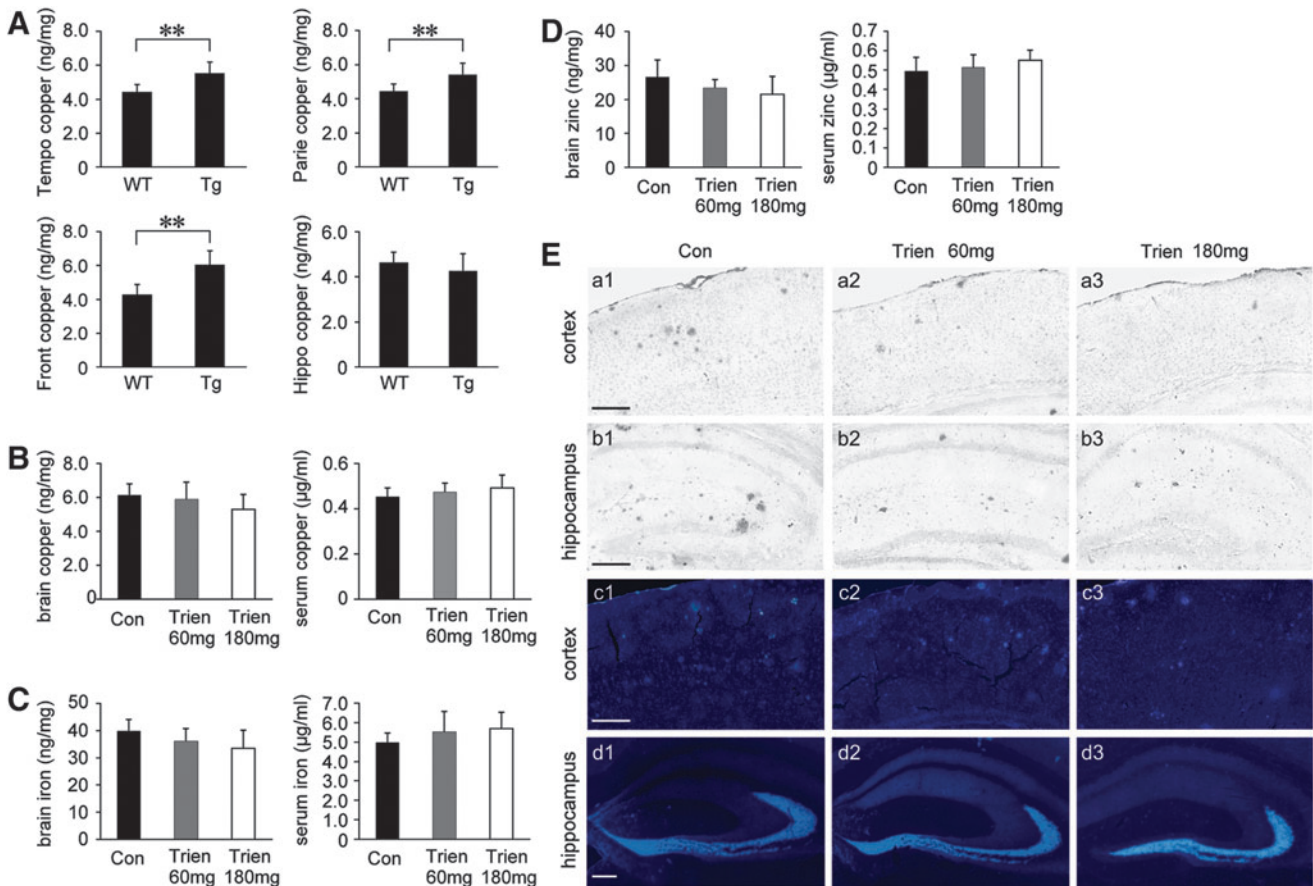 A
Tempo copper (ng/mg)
8.0
6.0
4.0
2.0
0
**
WT
Tg
Parie copper (ng/mg)
8.0
6.0
4.0
2.0
0
**
WT
Tg
Front copper (ng/mg)
8.0
6.0
4.0
2.0
0
**
WT
Tg
Hippo copper (ng/mg)
6.0
4.0
2.0
0
WT
Tg
B
brain copper (ng/mg)
8.0
6.0
4.0
2.0
0
Con
Trien
60mg
Trien
180mg
serum copper (μg/ml)
0.6
0.4
0.2
0
Con
Trien
60mg
Trien
180mg
C
brain iron (ng/mg)
50
40
30
20
10
0
Con
Trien
60mg
Trien
180mg
serum iron (μg/ml)
7.0
6.0
5.0
4.0
3.0
2.0
1.0
0
Con
Trien
60mg
Trien
180mg
D
brain zinc (ng/mg)
40
30
20
10
0
Con
Trien
60mg
Trien
180mg
serum zinc (μg/ml)
0.7
0.6
0.5
0.4
0.3
0.2
0.1
0
Con
Trien
60mg
Trien
180mg
E
Con
Trien 60mg
Trien 180mg
cortex
a1
a2
a3
hippocampus
b1
b2
b3
cortex
c1
c2
c3
hippocampus
d1
d2
d3